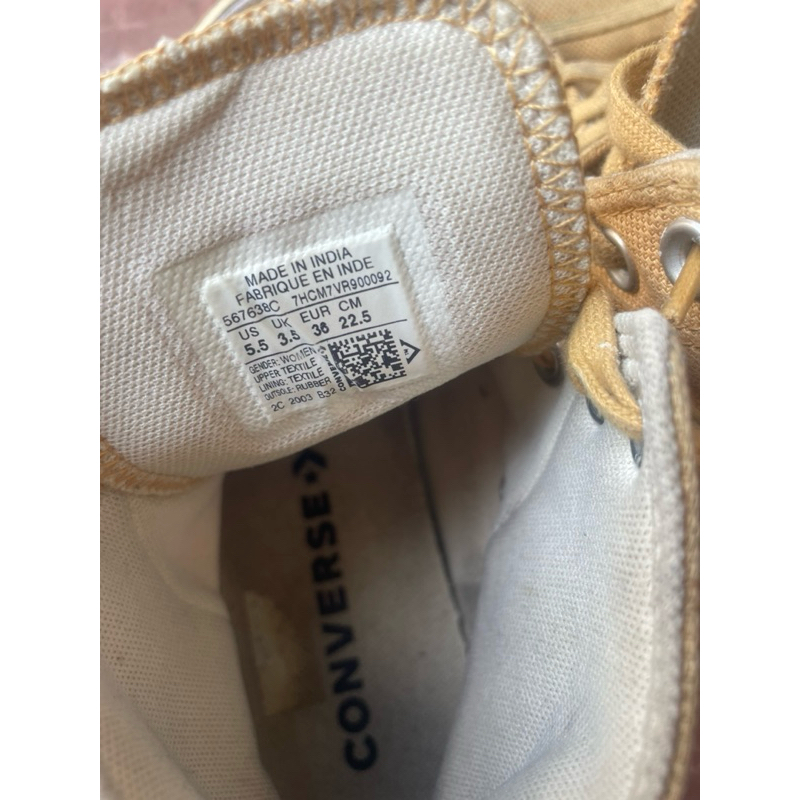 MADE IN INDIA
FABRIQUE EN INDE
567638C 7HCM7VR900092
US UK EUR CM
5.5 3.5 36 22.5
GENDER: WOMEN
UPPER TEXTILE
LINING: TEXTILE
OUTSOLE: RUBBER
2C 2003 B32
CONVERSE
CONVERSE